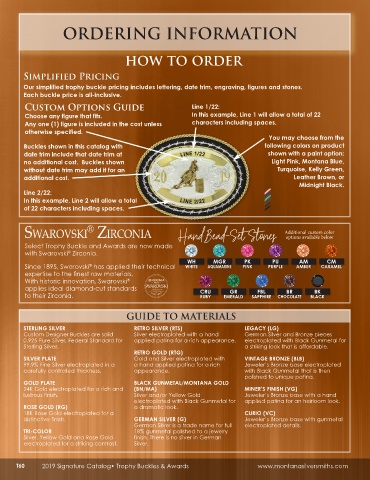 ORDERING INFORMATION
HOW TO ORDER
SIMPLIFIED PRICING
Our simplified trophy buckle pricing includes lettering, date trim, engraving, figures and stones.
Each buckle price is all-inclusive.
CUSTOM OPTIONS GUIDE
Choose any figure that fits.
Any one (1) figure is included in the cost unless
otherwise specified.
Line 1/22:
In this example, Line 1 will allow a total of 22
characters including spaces.
Buckles shown in this catalog with
date trim include that date trim at
no additional cost. Buckles shown
without date trim may add it for an
additional cost.
Line 2/22:
In this example, Line 2 will allow a total
of 22 characters including spaces.
LINE 1/22
20
19
LINE 2/22
You may choose from the
following colors on product
shown with a paint option:
Light Pink, Montana Blue,
Turquoise, Kelly Green,
Leather Brown, or
Midnight Black.
SWAROVSKI® ZIRCONIA
Select Trophy Buckle and Awards are now made
with Swarovski® Zirconia.
Since 1895, Swarovski® has applied their technical
expertise to the finest raw materials.
With historic innovation, Swarovski®
applies ideal diamond-cut standards
to their Zirconia.
SWAROVSKI
Hand Bead-Set Stones
Additional custom color
options available below
WH
WHITE
MGR
AQUAMARINE
PK
PINK
PU
PURPLE
AM
AMBER
CM
CARAMEL
CRU
RUBY
GR
EMERALD
PBL
SAPPHIRE
BR
CHOCOLATE
BK
BLACK
GUIDE TO MATERIALS
STERLING SILVER
Custom Designer Buckles are solid
0.925 Pure Silver, Federal Standard for
Sterling Silver.
SILVER PLATE
99.9% Fine Silver electroplated in a
carefully controlled thickness.
GOLD PLATE
24K Gold electroplated for a rich and
lustrous finish.
ROSE GOLD (RG)
18K Rose Gold electroplated for a
distinctive finish.
TRI-COLOR
Silver, Yellow Gold and Rose Gold
electroplated for a striking contrast.
RETRO SILVER (RTS)
Silver electroplated with a hand
applied patina for a rich appearance.
RETRO GOLD (RTG)
Gold and Silver electroplated with
a hand applied patina for a rich
appearance.
BLACK GUNMETAL/MONTANA GOLD
(BN/MA)
Silver and/or Yellow Gold
electroplated with Black Gunmetal for
a dramatic look.
GERMAN SILVER (G)
German Silver is a trade name for full
18% gunmetal polished to a jewelry
finish. There is no silver in German
Silver.
LEGACY (LG)
German Silver and Bronze pieces
electroplated with Black Gunmetal for
a striking look that is affordable.
VINTAGE BRONZE (BLB)
Jeweler's Bronze base electroplated
with Black Gunmetal that is then
polished to unique patina.
MINER'S FINISH (VG)
Jeweler's Bronze base with a hand
applied patina for an heirloom look.
CURIO (VC)
Jeweler's Bronze base with gunmetal
electroplated details.
T60
2019 Signature Catalog• Trophy Buckles & Awards
www.montanasilversmiths.com